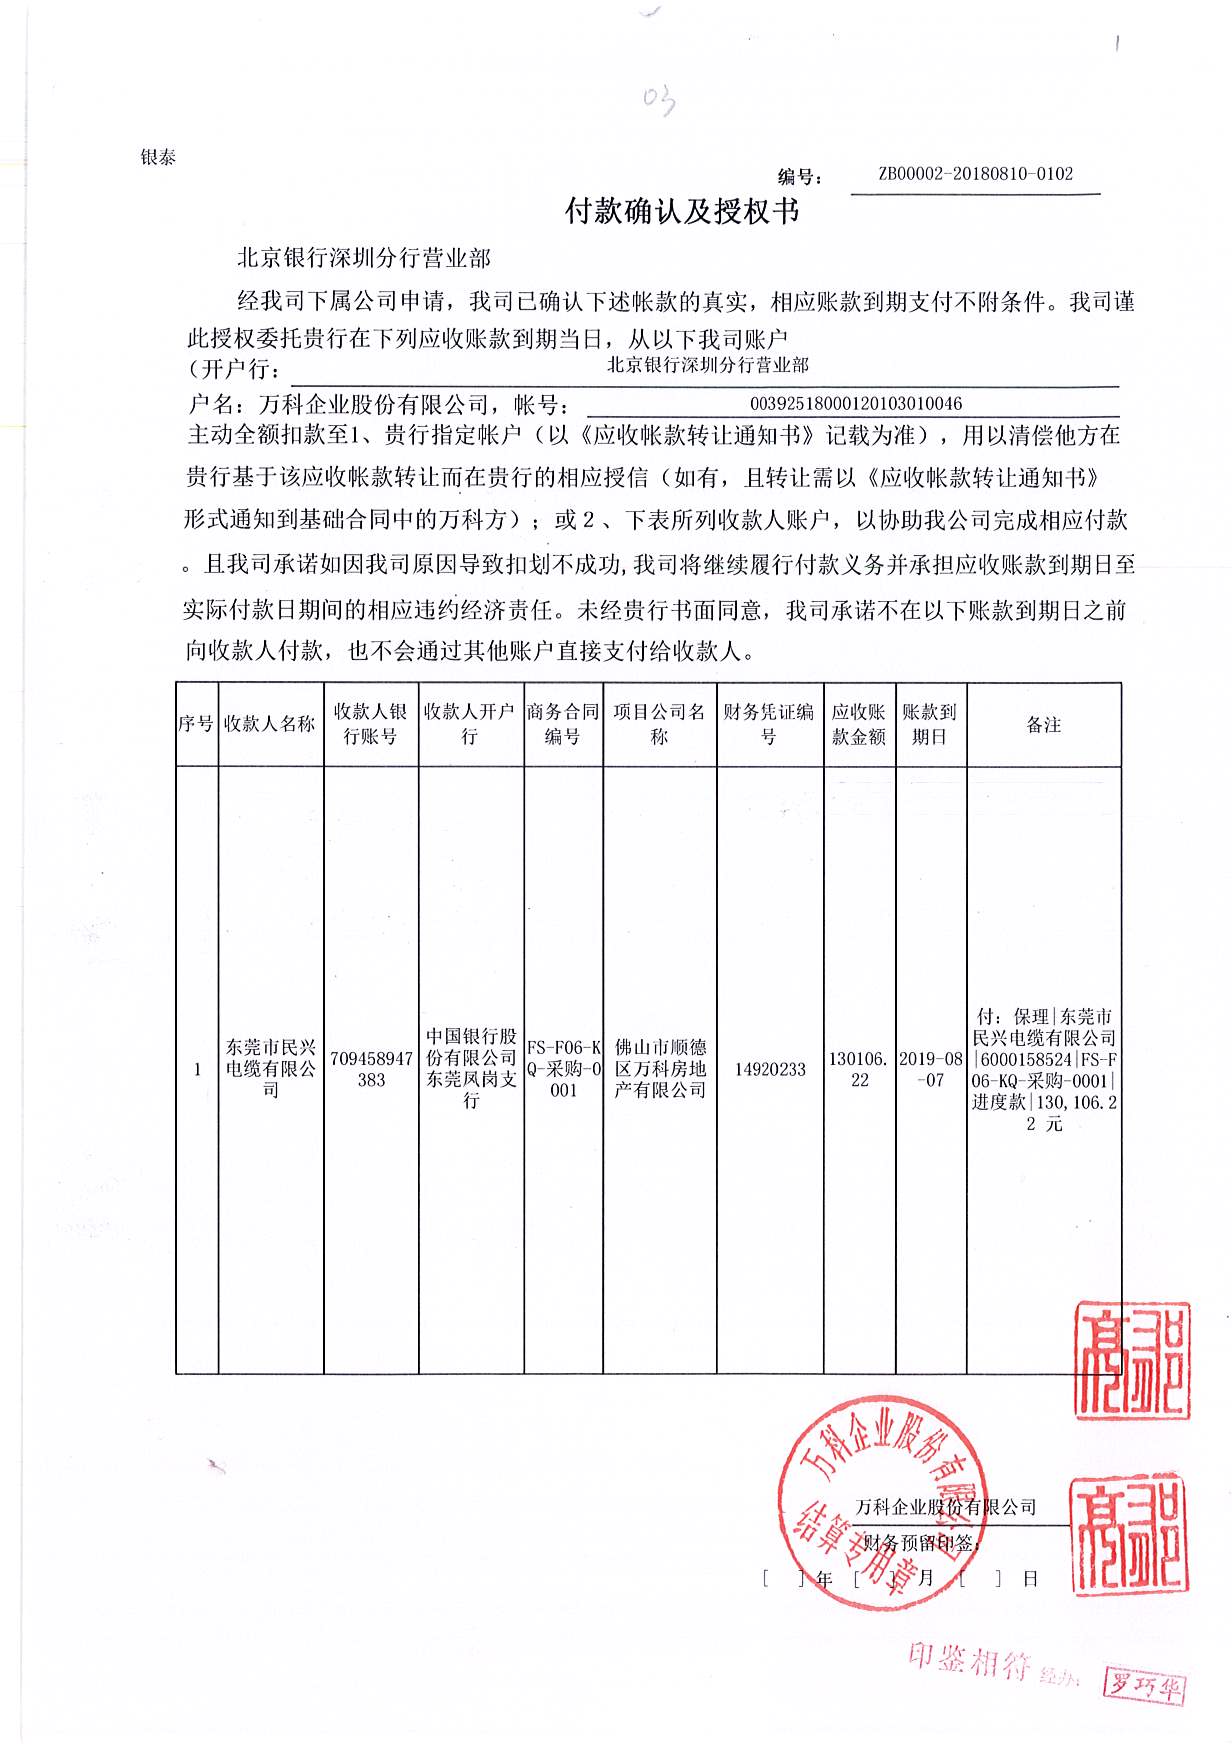 1
03
银泰
编号： ZB00002-20180810-0102
付款确认及授权书
北京银行深圳分行营业部
经我司下属公司申请，我司已确认下述帐款的真实，相应账款到期支付不附条件。我司谨
此授权委托贵行在下列应收账款到期当日，从以下我司账户
（开户行： 北京银行深圳分行营业部
户名：万科企业股份有限公司，帐号： 00392518000120103010046
主动全额扣款至1、贵行指定帐户（以《应收帐款转让通知书》记载为准），用以清偿他方在
贵行基于该应收帐款转让而在贵行的相应授信（如有，且转让需以《应收帐款转让通知书》
形式通知到基础合同中的万科方）；或2、下表所列收款人账户，以协助我公司完成相应付款
。且我司承诺如因我司原因导致扣划不成功,我司将继续履行付款义务并承担应收账款到期日至
实际付款日期间的相应违约经济责任。未经贵行书面同意，我司承诺不在以下账款到期日之前
向收款人付款，也不会通过其他账户直接支付给收款人。
序号 收款人名称 收款人银 收款人开户 商务合同 项目公司名 财务凭证编 应收账 账款到 备注
行账号 行 编号 称 号 款金额 期日
1
东莞市民兴
电缆有限公
司
709458947
383
中国银行股
份有限公司
东莞凤岗支
行
FS-F06-K
Q-采购-0
001
佛山市顺德
区万科房地
产有限公司
14920233
130106.
22
2019-08
-07
付：保理|东莞市
民兴电缆有限公司
|6000158524|FS-F
06-KQ-采购-0001|
进度款|130,106.2
2 元
万科企业股份有限公司
结算专用章
万科企业股份有限公司
财务预留印签：
[ ]年[ ]月[ ]日
印鉴相符 经办：罗巧华